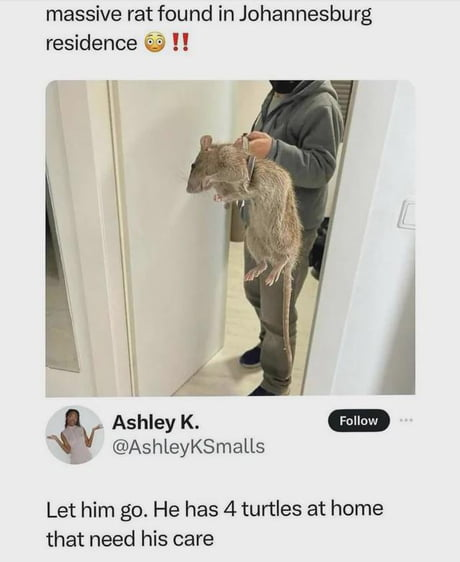 massive rat found in Johannesburg
residence 😳‼️
Ashley K.
Follow
@AshleyKSmalls
Let him go. He has 4 turtles at home
that need his care